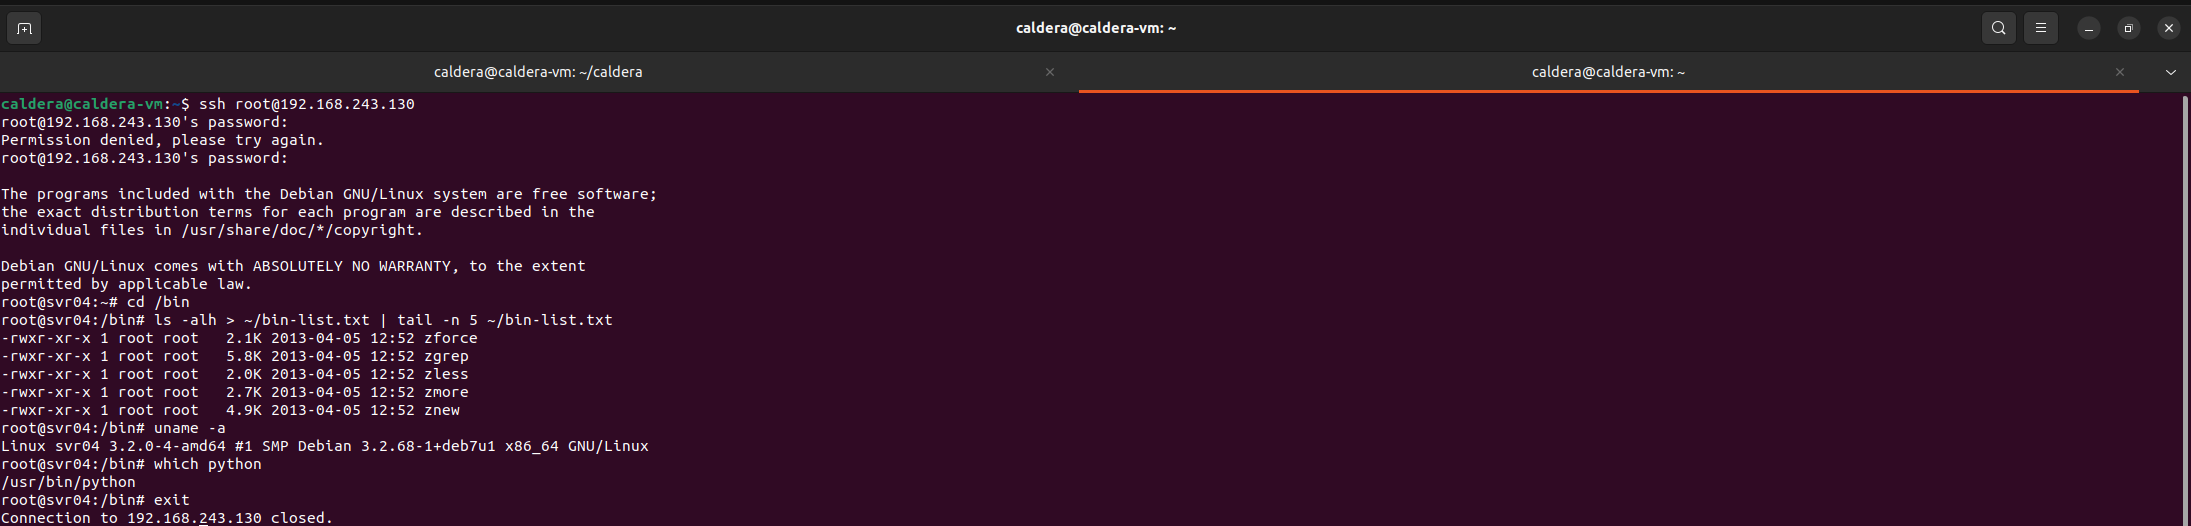 caldera@caldera-vm: ~
caldera@caldera-vm: ~/caldera
caldera@caldera-vm: ~
caldera@caldera-vm:~$ ssh root@192.168.243.130
root@192.168.243.130's password:
Permission denied, please try again.
root@192.168.243.130's password:
The programs included with the Debian GNU/Linux system are free software;
the exact distribution terms for each program are described in the
individual files in /usr/share/doc/*/copyright.
Debian GNU/Linux comes with ABSOLUTELY NO WARRANTY, to the extent
permitted by applicable law.
root@svr04:~# cd /bin
root@svr04:/bin# ls -alh > ~/bin-list.txt | tail -n 5 ~/bin-list.txt
-rwxr-xr-x 1 root root   2.1K 2013-04-05 12:52 zforce
-rwxr-xr-x 1 root root   5.8K 2013-04-05 12:52 zgrep
-rwxr-xr-x 1 root root   2.0K 2013-04-05 12:52 zless
-rwxr-xr-x 1 root root   2.7K 2013-04-05 12:52 zmore
-rwxr-xr-x 1 root root   4.9K 2013-04-05 12:52 znew
root@svr04:/bin# uname -a
Linux svr04 3.2.0-4-amd64 #1 SMP Debian 3.2.68-1+deb7u1 x86_64 GNU/Linux
root@svr04:/bin# which python
/usr/bin/python
root@svr04:/bin# exit
Connection to 192.168.243.130 closed.